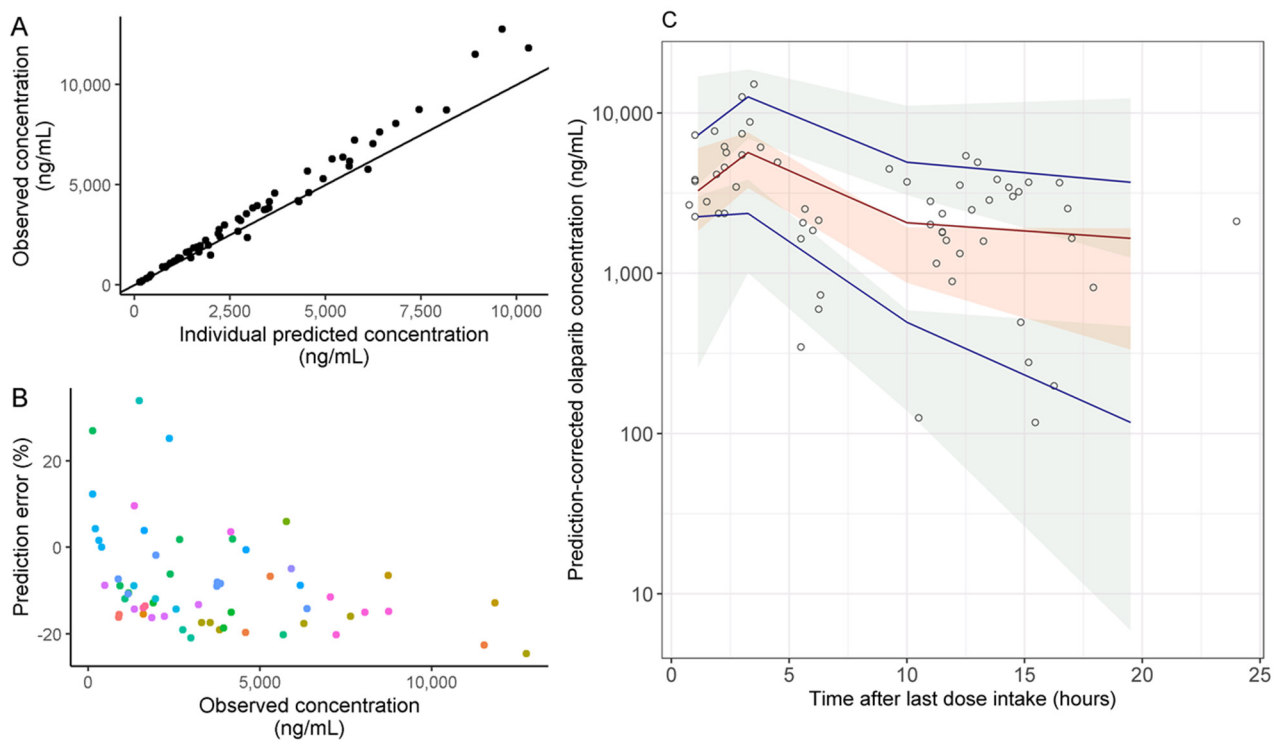 A
Observed concentration
(ng/mL)
10,000
5,000
0
0
2,500
5,000
7,500
10,000
Individual predicted concentration
(ng/mL)
B
Prediction error (%)
20
0
-20
0
5,000
10,000
Observed concentration
(ng/mL)
C
Prediction-corrected olaparib concentration (ng/mL)
10,000
1,000
100
10
0
5
10
15
20
25
Time after last dose intake (hours)